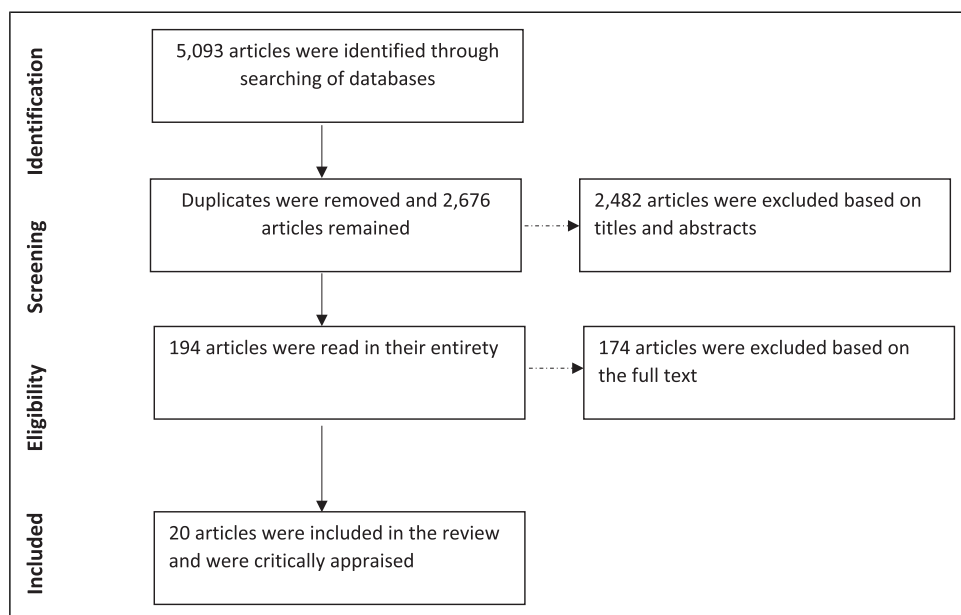 Identification
5,093 articles were identified through
searching of databases
Screening
Duplicates were removed and 2,676
articles remained
2,482 articles were excluded based on
titles and abstracts
Eligibility
194 articles were read in their entirety
174 articles were excluded based on
the full text
Included
20 articles were included in the review
and were critically appraised